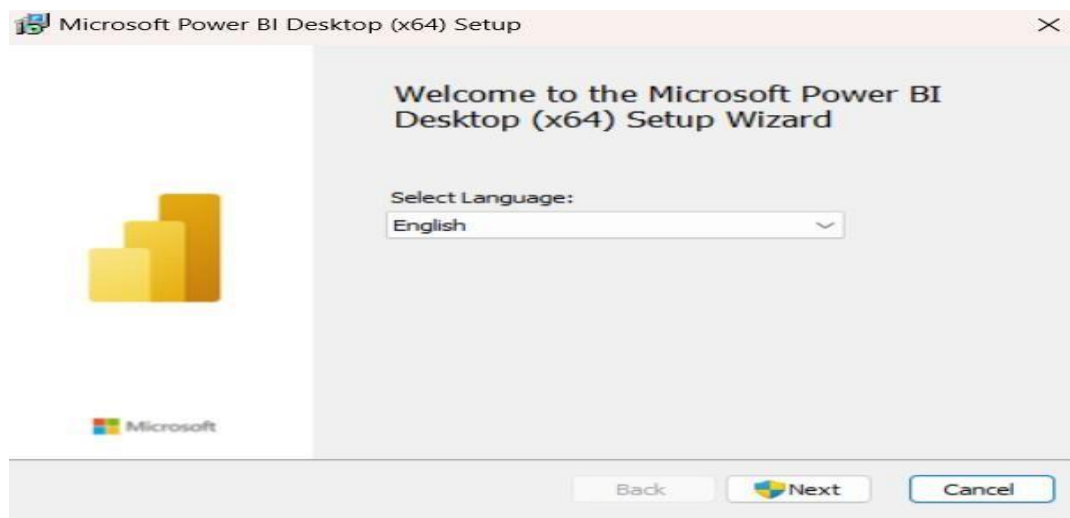 Microsoft Power BI Desktop (x64) Setup
Welcome to the Microsoft Power BI
Desktop (x64) Setup Wizard
Select Language:
English
Microsoft
Back
Next
Cancel